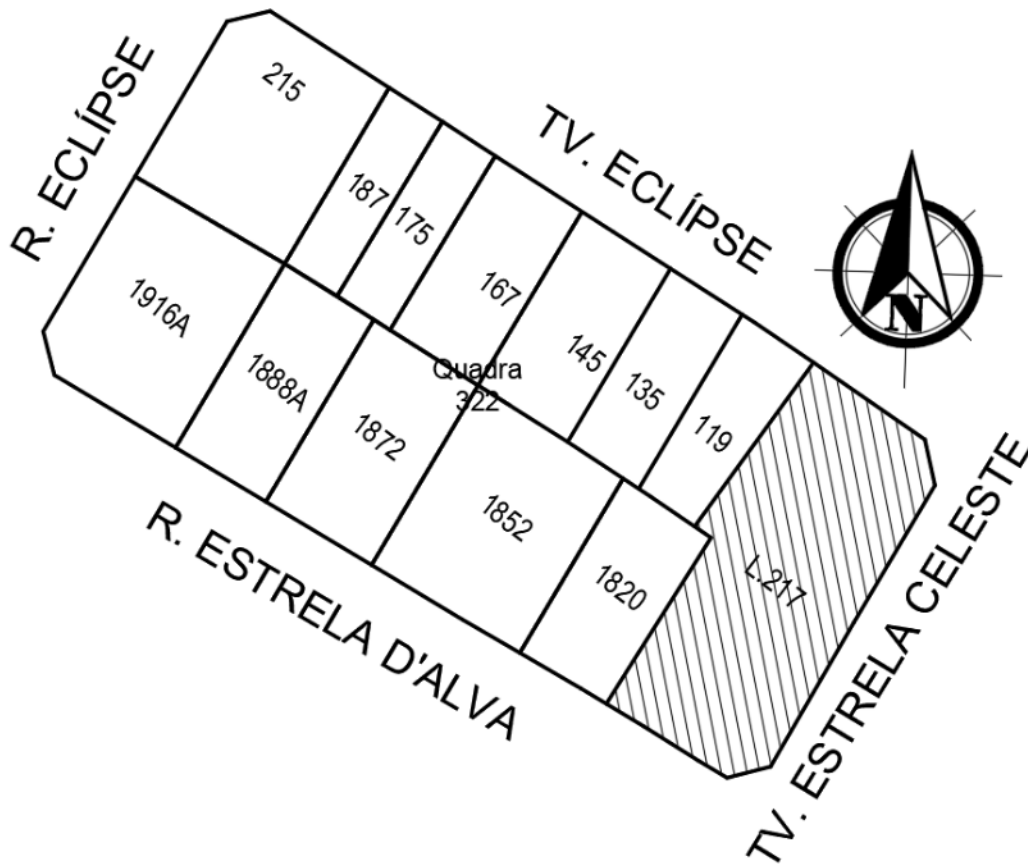 R. ECLÍPSE
TV. ECLÍPSE
215
187
175
167
145
135
119
N
1916A
1888A
1872
Quadra
322
1852
1820
L.217
R. ESTRELA D'ALVA
TV. ESTRELA CELESTE